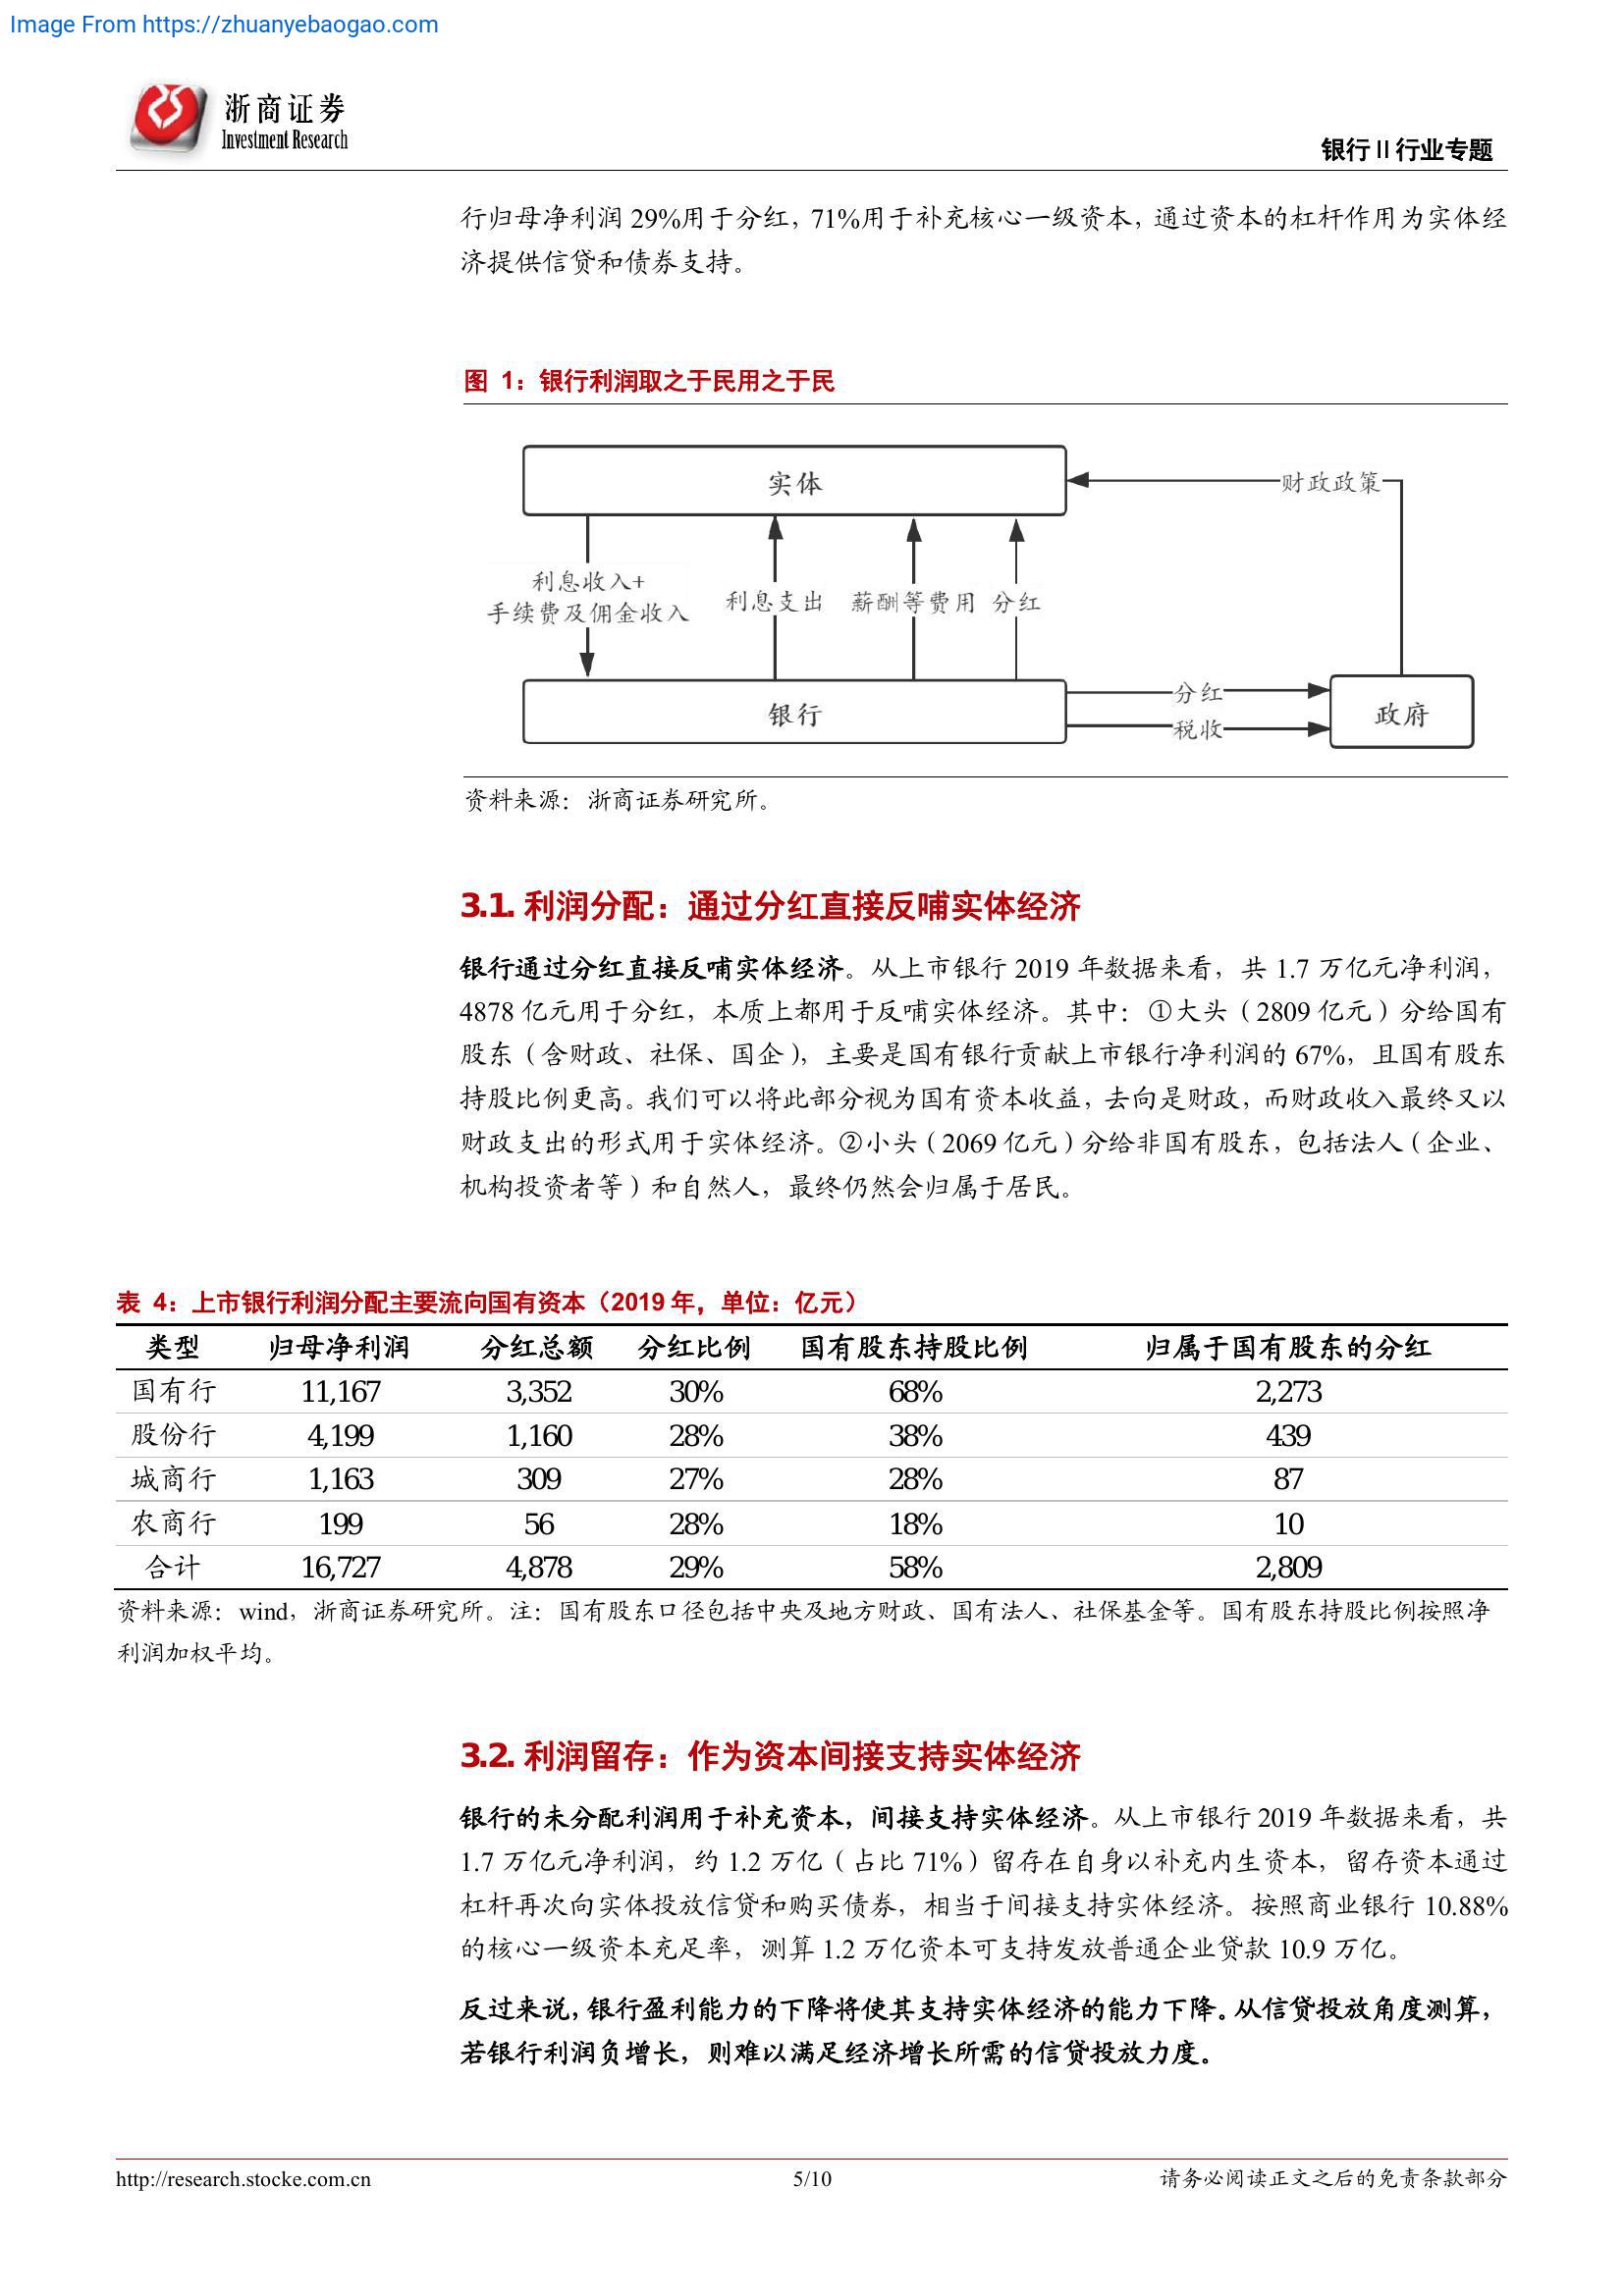 Image From https://zhuanyebaogao.com
浙商证券
Investment Research
银行 II 行业专题
行归母净利润 29%用于分红，71%用于补充核心一级资本，通过资本的杠杆作用为实体经
济提供信贷和债券支持。
图 1：银行利润取之于民用之于民
实体
财政政策
利息收入+
手续费及佣金收入
利息支出
薪酬等费用
分红
银行
分红
税收
政府
资料来源：浙商证券研究所。
3.1. 利润分配：通过分红直接反哺实体经济
银行通过分红直接反哺实体经济。从上市银行 2019 年数据来看，共 1.7 万亿元净利润，
4878 亿元用于分红，本质上都用于反哺实体经济。其中：①大头（2809 亿元）分给国有
股东（含财政、社保、国企），主要是国有银行贡献上市银行净利润的 67%，且国有股东
持股比例更高。我们可以将此部分视为国有资本收益，去向是财政，而财政收入最终又以
财政支出的形式用于实体经济。②小头（2069 亿元）分给非国有股东，包括法人（企业、
机构投资者等）和自然人，最终仍然会归属于居民。
表 4：上市银行利润分配主要流向国有资本（2019 年，单位：亿元）
类型 归母净利润 分红总额 分红比例 国有股东持股比例 归属于国有股东的分红
国有行 11,167 3,352 30% 68% 2,273
股份行 4,199 1,160 28% 38% 439
城商行 1,163 309 27% 28% 87
农商行 199 56 28% 18% 10
合计 16,727 4,878 29% 58% 2,809
资料来源：wind，浙商证券研究所。注：国有股东口径包括中央及地方财政、国有法人、社保基金等。国有股东持股比例按照净
利润加权平均。
3.2. 利润留存：作为资本间接支持实体经济
银行的未分配利润用于补充资本，间接支持实体经济。从上市银行 2019 年数据来看，共
1.7 万亿元净利润，约 1.2 万亿（占比 71%）留存在自身以补充内生资本，留存资本通过
杠杆再次向实体投放信贷和购买债券，相当于间接支持实体经济。按照商业银行 10.88%
的核心一级资本充足率，测算 1.2 万亿资本可支持发放普通企业贷款 10.9 万亿。
反过来说，银行盈利能力的下降将使其支持实体经济的能力下降。从信贷投放角度测算，
若银行利润负增长，则难以满足经济增长所需的信贷投放力度。
http://research.stocke.com.cn
5/10
请务必阅读正文之后的免责条款部分